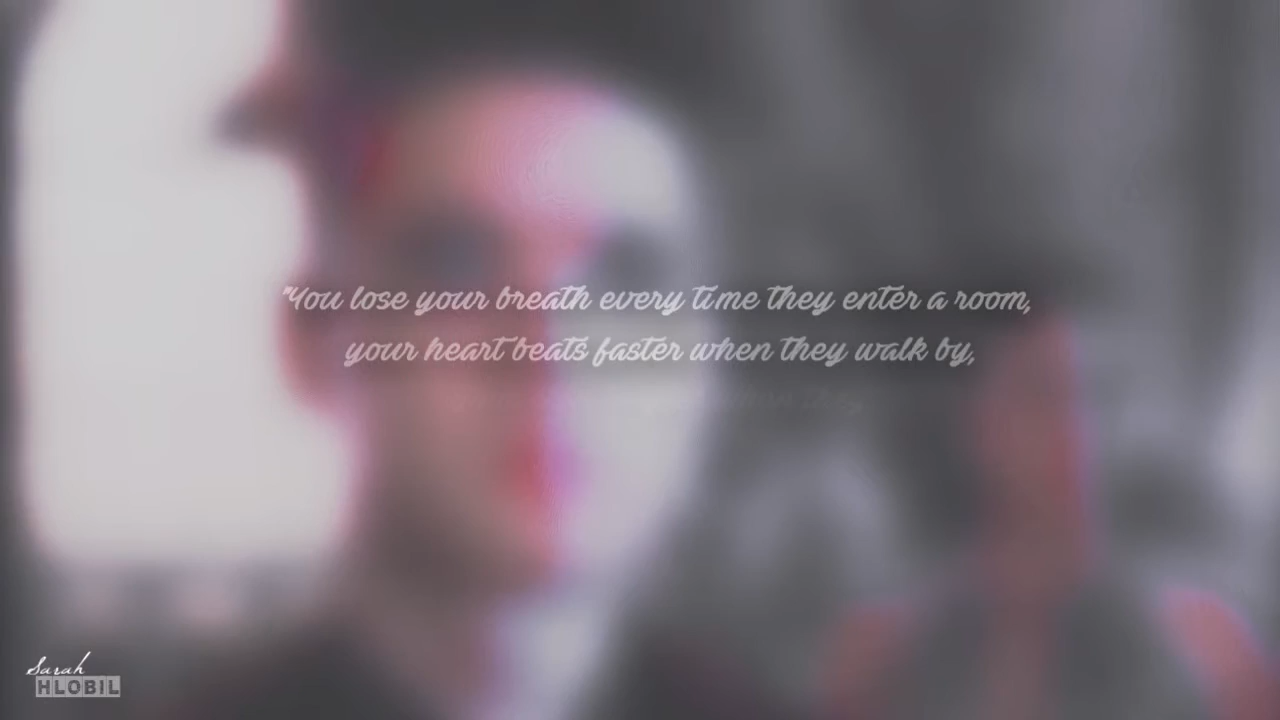 "You lose your breath every time they enter a room,
your heart beats faster when they walk by,
Sarah
HLOBIL